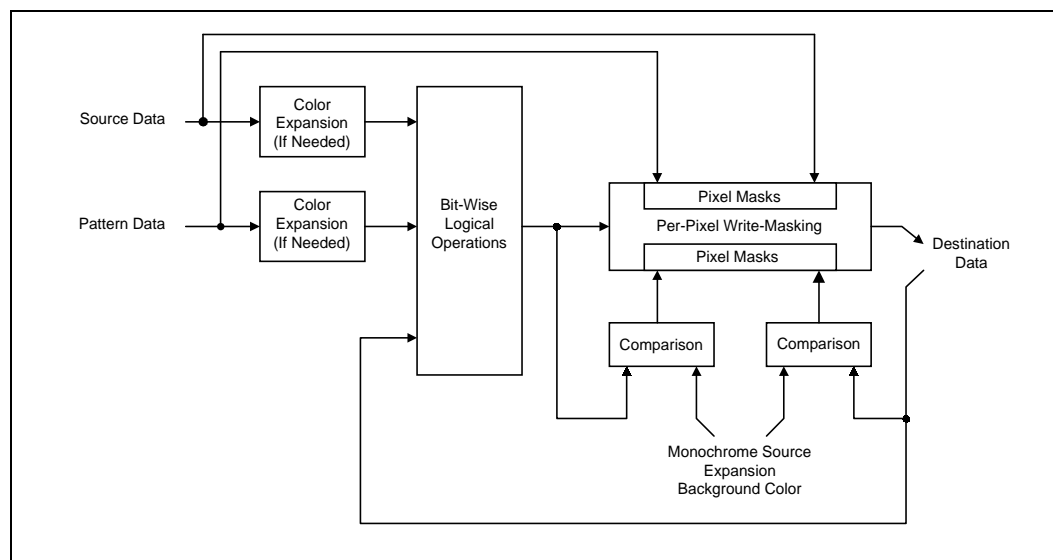 Source Data
Color
Expansion
(If Needed)
Pattern Data
Color
Expansion
(If Needed)
Bit-Wise
Logical
Operations
Pixel Masks
Per-Pixel Write-Masking
Pixel Masks
Destination
Data
Comparison
Comparison
Monochrome Source
Expansion
Background Color